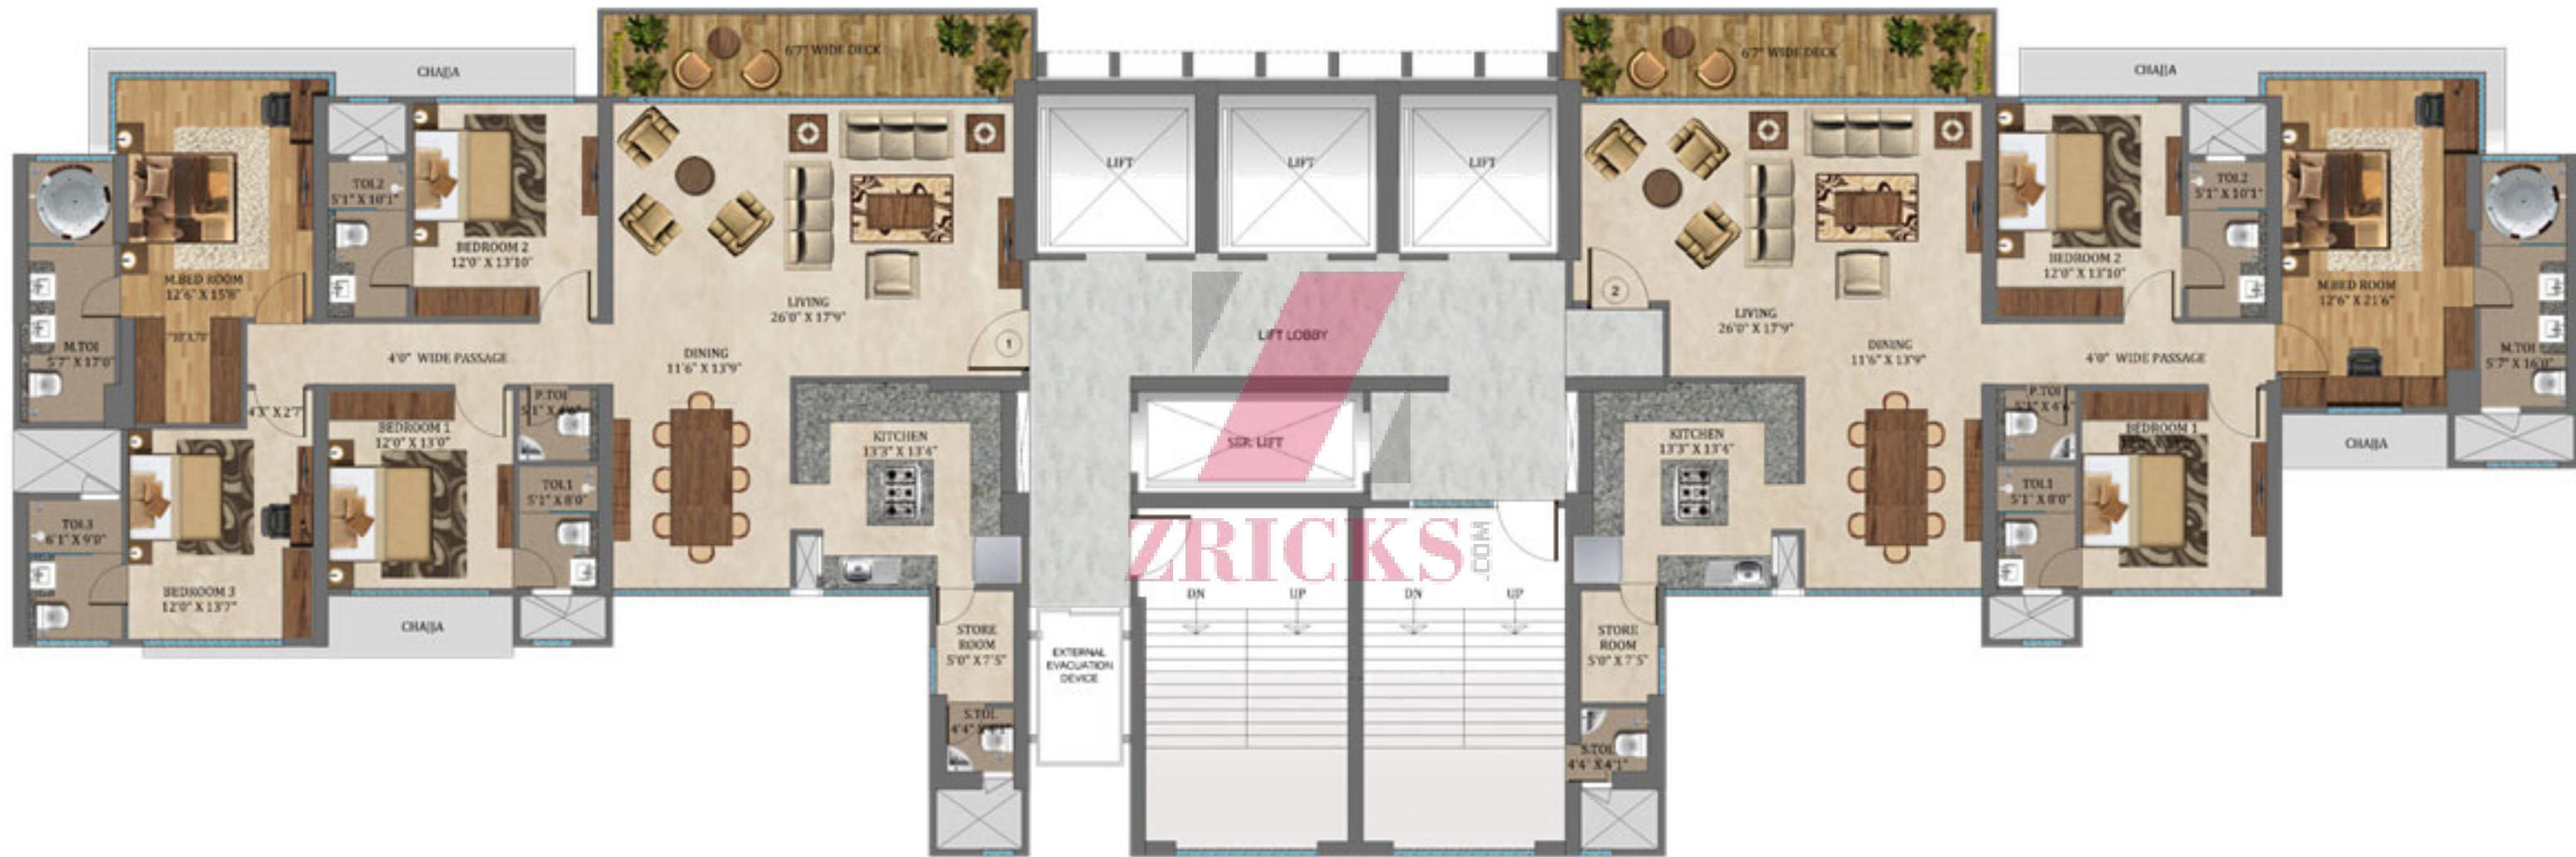 6'7" WIDE DECK
6'7" WIDE DECK
CHAJJA
CHAJJA
LIFT
LIFT
LIFT
TOI.2
5'1" X 10'1"
BEDROOM 2
12'0" X 13'10"
M.BED ROOM
12'6" X 15'8"
7'10"X7'0"
M.TOI
5'7" X 17'0"
LIVING
26'0" X 17'9"
DINING
11'6" X 13'9"
4'0" WIDE PASSAGE
1
LIFT LOBBY
2
LIVING
26'0" X 17'9"
DINING
11'6" X 13'9"
BEDROOM 2
12'0" X 13'10"
TOI.2
5'1" X 10'1"
M.BED ROOM
12'6" X 21'6"
M.TOI
5'7" X 16'0"
4'0" WIDE PASSAGE
P.TOI
BEDROOM 1
12'0" X 13'0"
KITCHEN
13'3" X 13'4"
SER. LIFT
KITCHEN
13'3" X 13'4"
P.TOI
BEDROOM 1
CHAJJA
TOI.1
5'1" X 8'0"
TOI.1
5'1" X 8'0"
TOI.3
6'1" X 9'0"
BEDROOM 3
12'0" X 13'7"
CHAJJA
ZRICKS
.COM
DN
UP
DN
UP
STORE
ROOM
5'0" X 7'5"
EXTERNAL
EVACUATION
DEVICE
STORE
ROOM
5'0" X 7'5"
S.TOI.
S.TOI.
4'4" X 4'1"